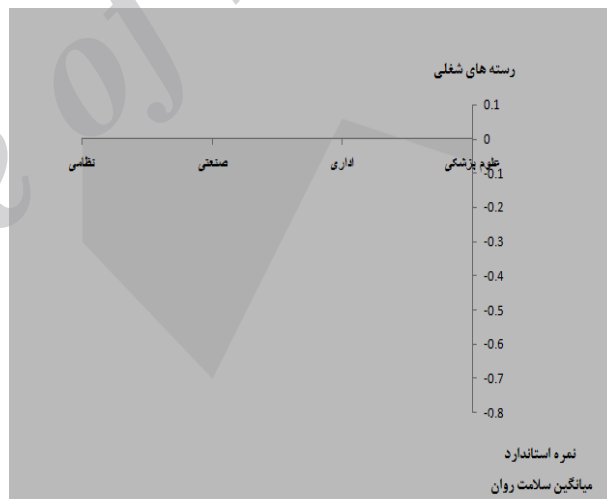 رسته های شغلی
0.1
0
علوم پزشکی اداری صنعتی نظامی
-0.1
-0.2
-0.3
-0.4
-0.5
-0.6
-0.7
-0.8
نمره استاندارد
میانگین سلامت روان